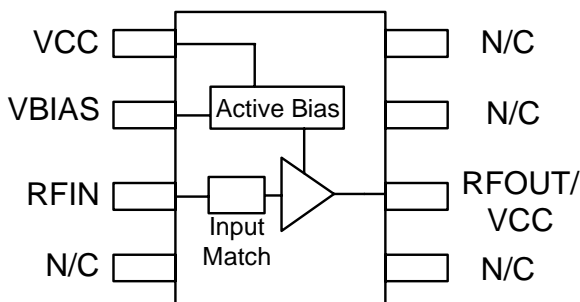 VCC
N/C
VBIAS
Active Bias
N/C
RFIN
Input
Match
RFOUT/
VCC
N/C
N/C